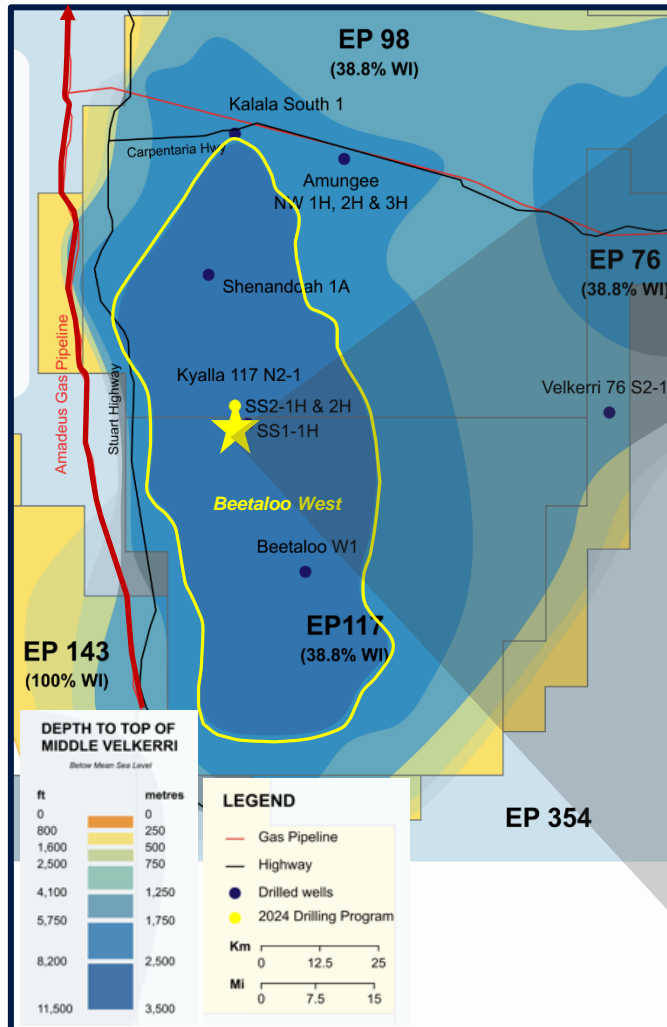 EP 98
(38.8% WI)
Kalala South 1
Carpentaria Hwy
Amungee
NW 1H, 2H & 3H
EP 76
(38.8% WI)
Shenandoah 1A
Amadeus Gas Pipeline
Stuart Highway
Kyalla 117 N2-1
Velkerri 76 S2-1
SS2-1H & 2H
SS1-1H
Beetaloo West
Beetaloo W1
EP117
(38.8% WI)
EP 143
(100% WI)
EP 354
DEPTH TO TOP OF
MIDDLE VELKERRI
Below Mean Sea Level
ft metres
0 0
800 250
1,600 500
2,500 750
4,100 1,250
5,750 1,750
8,200 2,500
11,500 3,500
LEGEND
Gas Pipeline
Highway
Drilled wells
2024 Drilling Program
Km
0 12.5 25
Mi
0 7.5 15